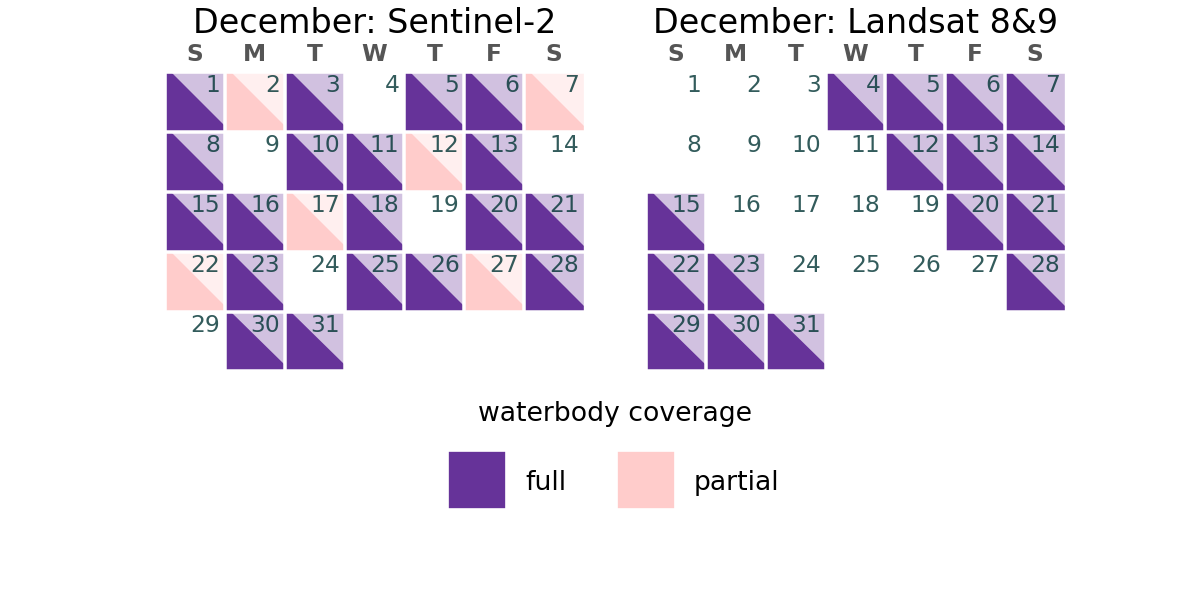 December: Sentinel-2
S M T W T F S
1 2 3 4 5 6 7
8 9 10 11 12 13 14
15 16 17 18 19 20 21
22 23 24 25 26 27 28
29 30 31
December: Landsat 8&9
S M T W T F S
1 2 3 4 5 6 7
8 9 10 11 12 13 14
15 16 17 18 19 20 21
22 23 24 25 26 27 28
29 30 31
waterbody coverage
full partial